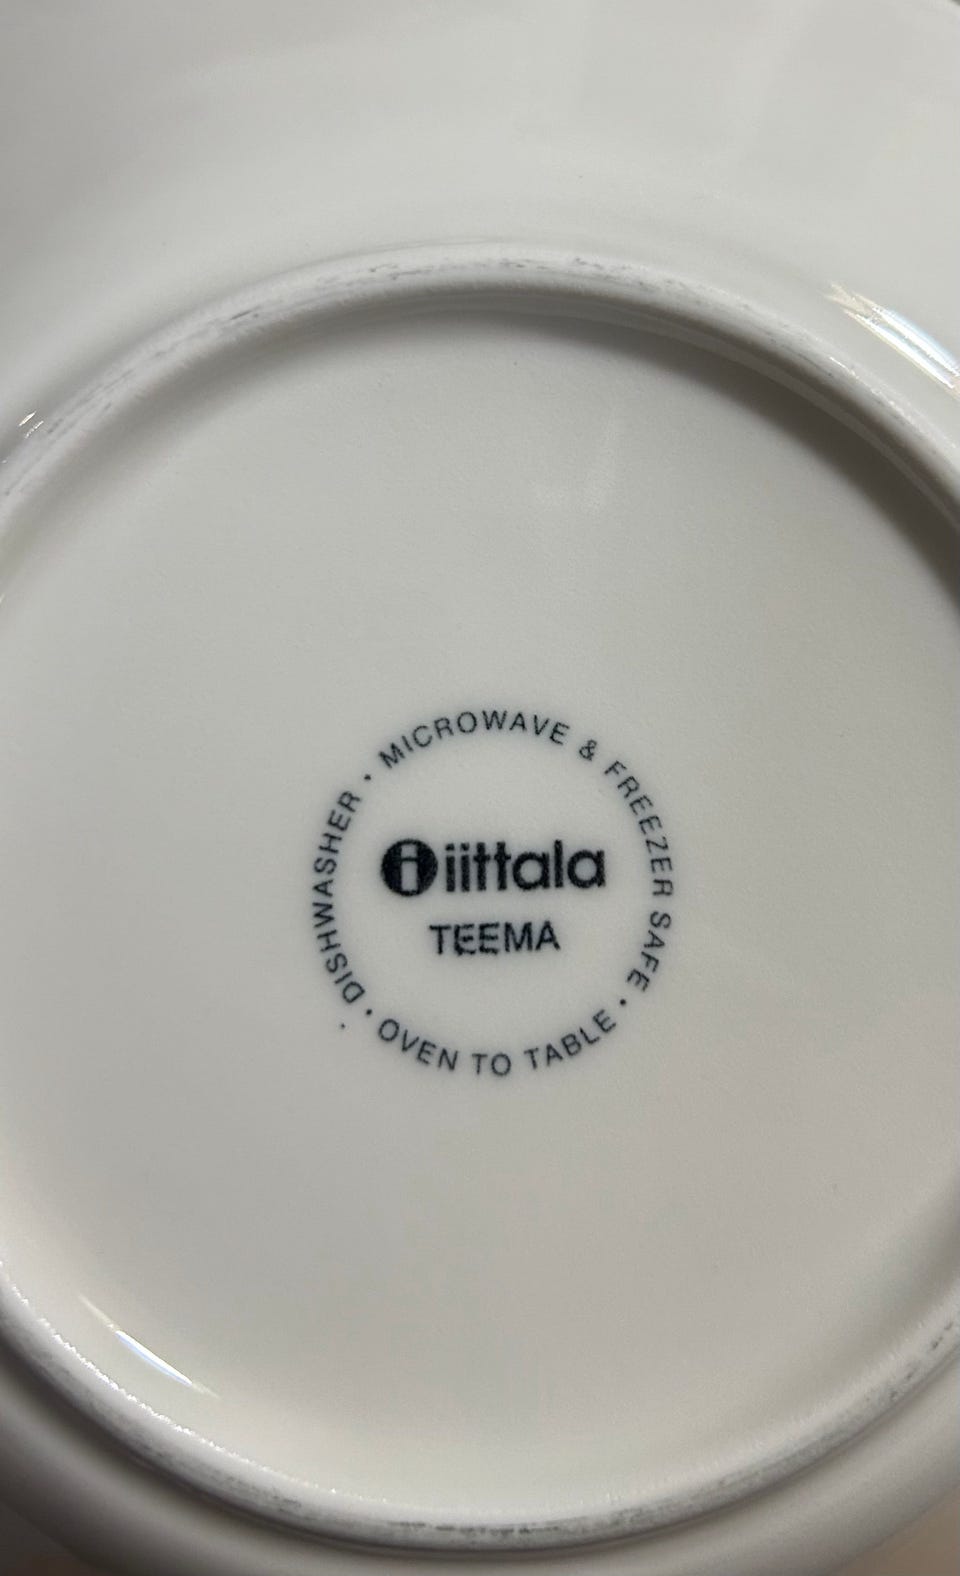 DISHWASHER • MICROWAVE & FREEZER SAFE •
iittala
TEEMA
OVEN TO TABLE •